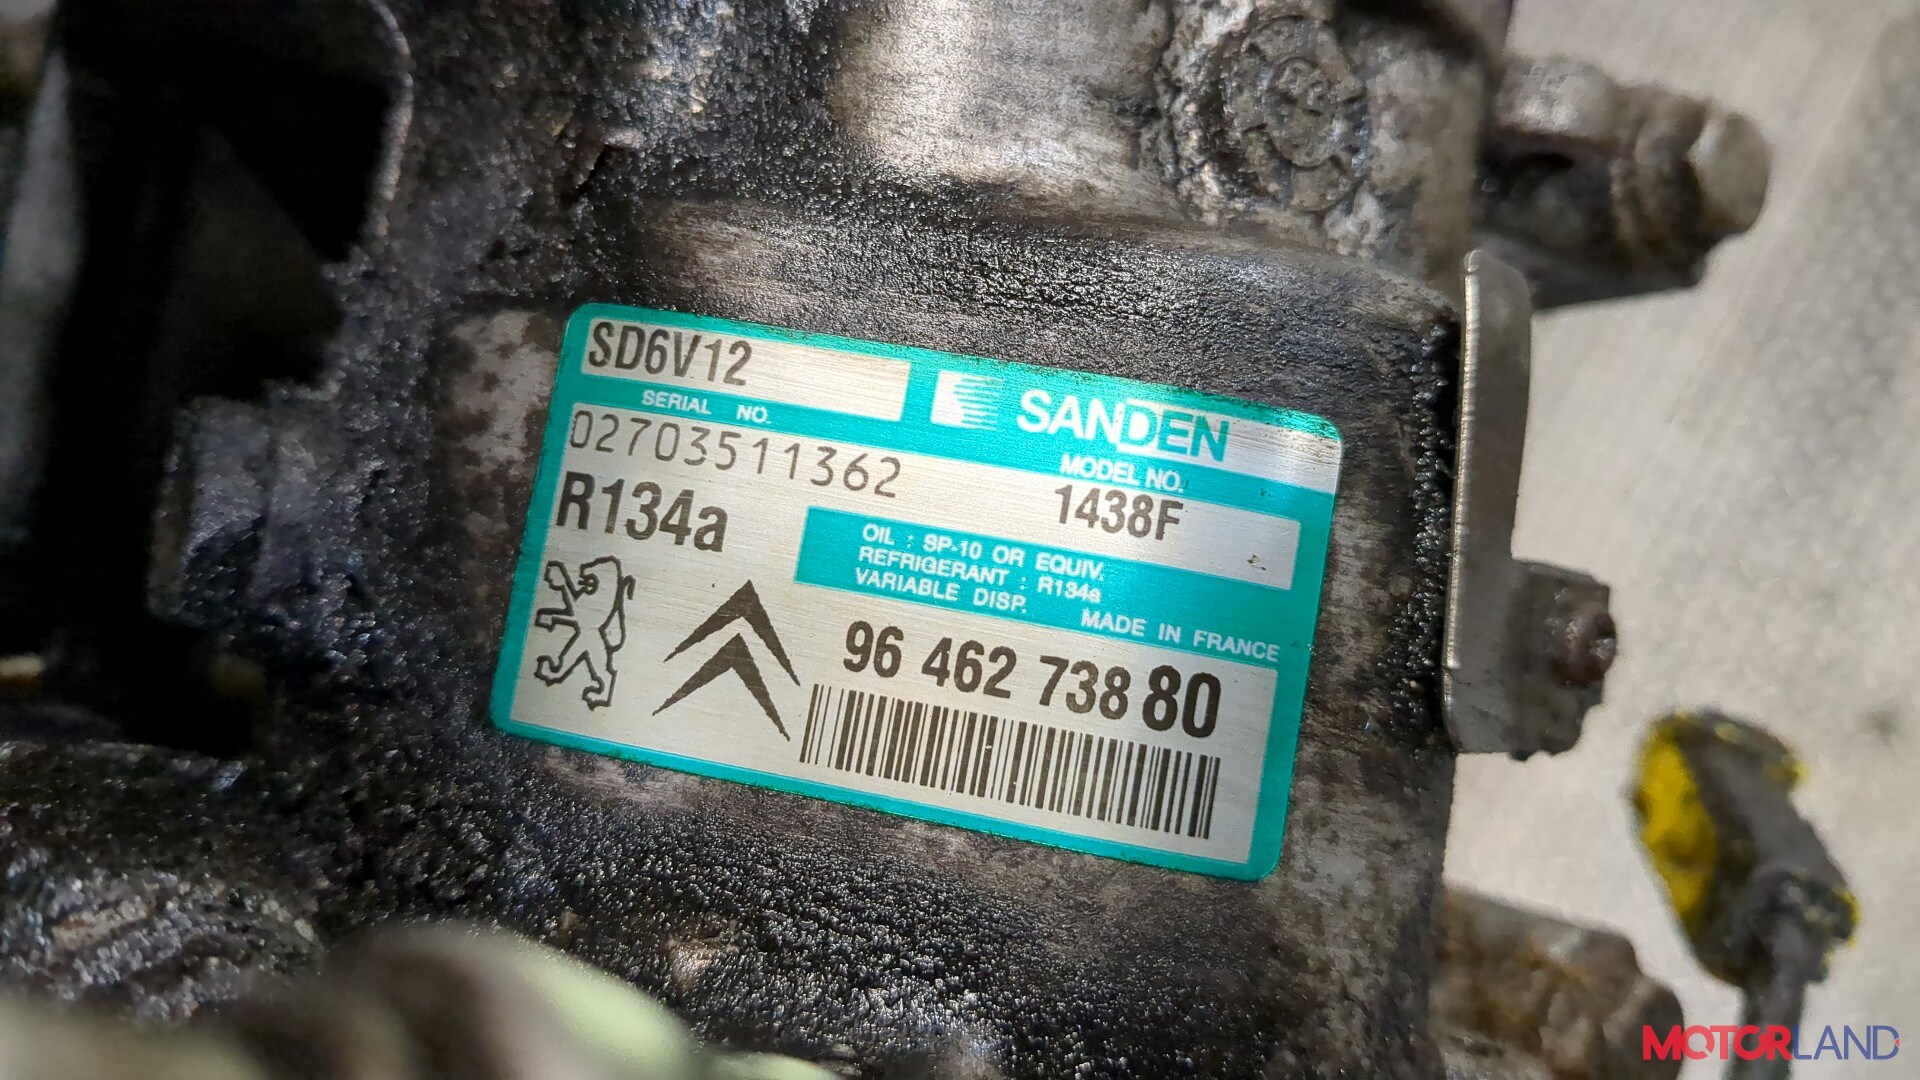 SD6V12
SANDEN
SERIAL NO.
02703511362
MODEL NO.
1438F
R134a
OIL : SP-10 OR EQUIV.
REFRIGERANT : R134a
VARIABLE DISP.
MADE IN FRANCE
96 462 738 80
MOTORLAND